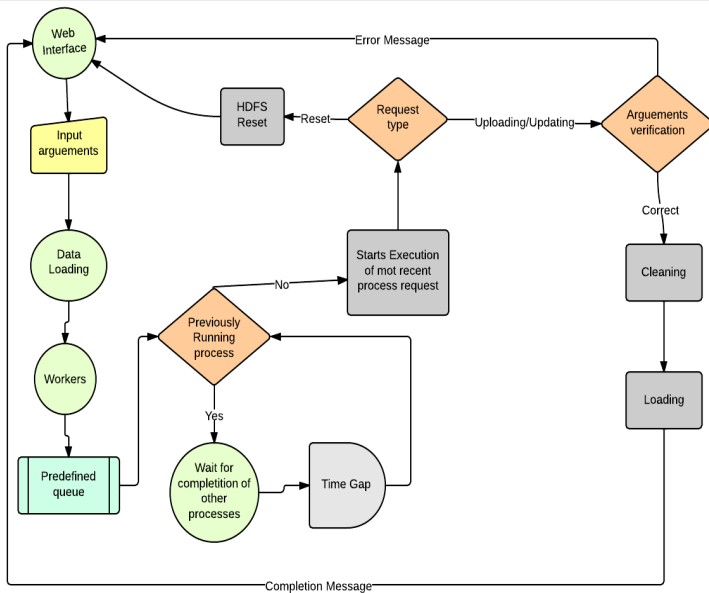 Web
Interface
Error Message
HDFS
Reset
Reset
Request
type
Uploading/Updating
Arguements
verification
Input
arguements
Correct
Data
Loading
Starts Execution
of mot recent
process request
Cleaning
No
Previously
Running
process
Workers
Loading
Yes
Predefined
queue
Wait for
completition of
other
processes
Time Gap
Completion Message